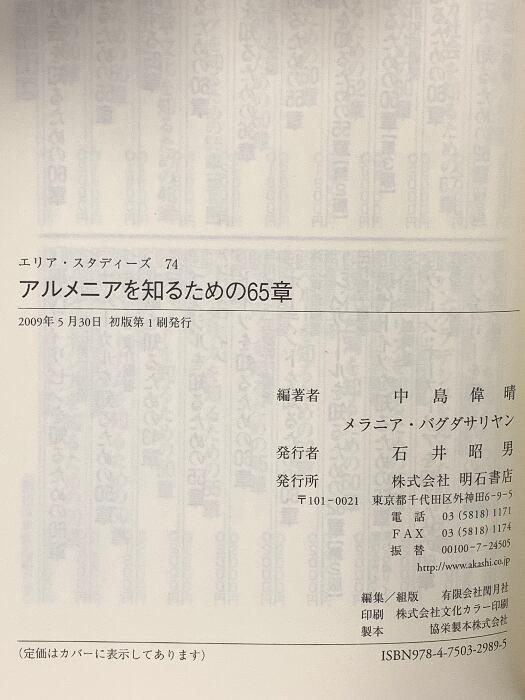 エリア・スタディーズ 74
アルメニアを知るための65章
2009年5月30日 初版第1刷発行
編著者 中島偉晴
メラニア・バグダサリヤン
発行者 石井昭男
発行所 株式会社 明石書店
〒101-0021 東京都千代田区外神田6-9-5
電話 03 (5818) 1171
FAX 03 (5818) 1174
振替 00100-7-24505
http://www.akashi.co.jp
編集/組版 有限会社閏月社
印刷 株式会社文化カラー印刷
製本 協栄製本株式会社
(定価はカバーに表示してあります)
ISBN978-4-7503-2989-5